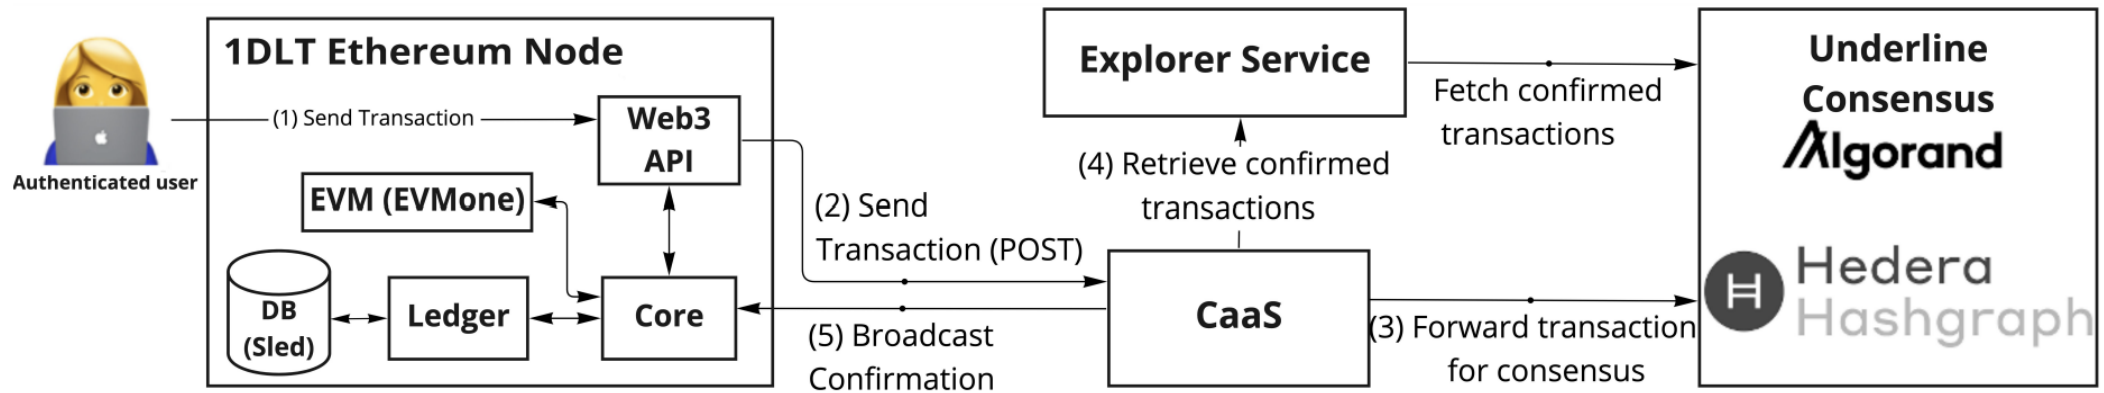 1DLT Ethereum Node
Authenticated user
(1) Send Transaction
Web3
API
EVM (EVMone)
DB
(Sled)
Ledger
Core
(2) Send
Transaction (POST)
(5) Broadcast
Confirmation
Explorer Service
(4) Retrieve confirmed
transactions
CaaS
Fetch confirmed
transactions
(3) Forward transaction
for consensus
Underline
Consensus
Algorand
H
Hedera
Hashgraph